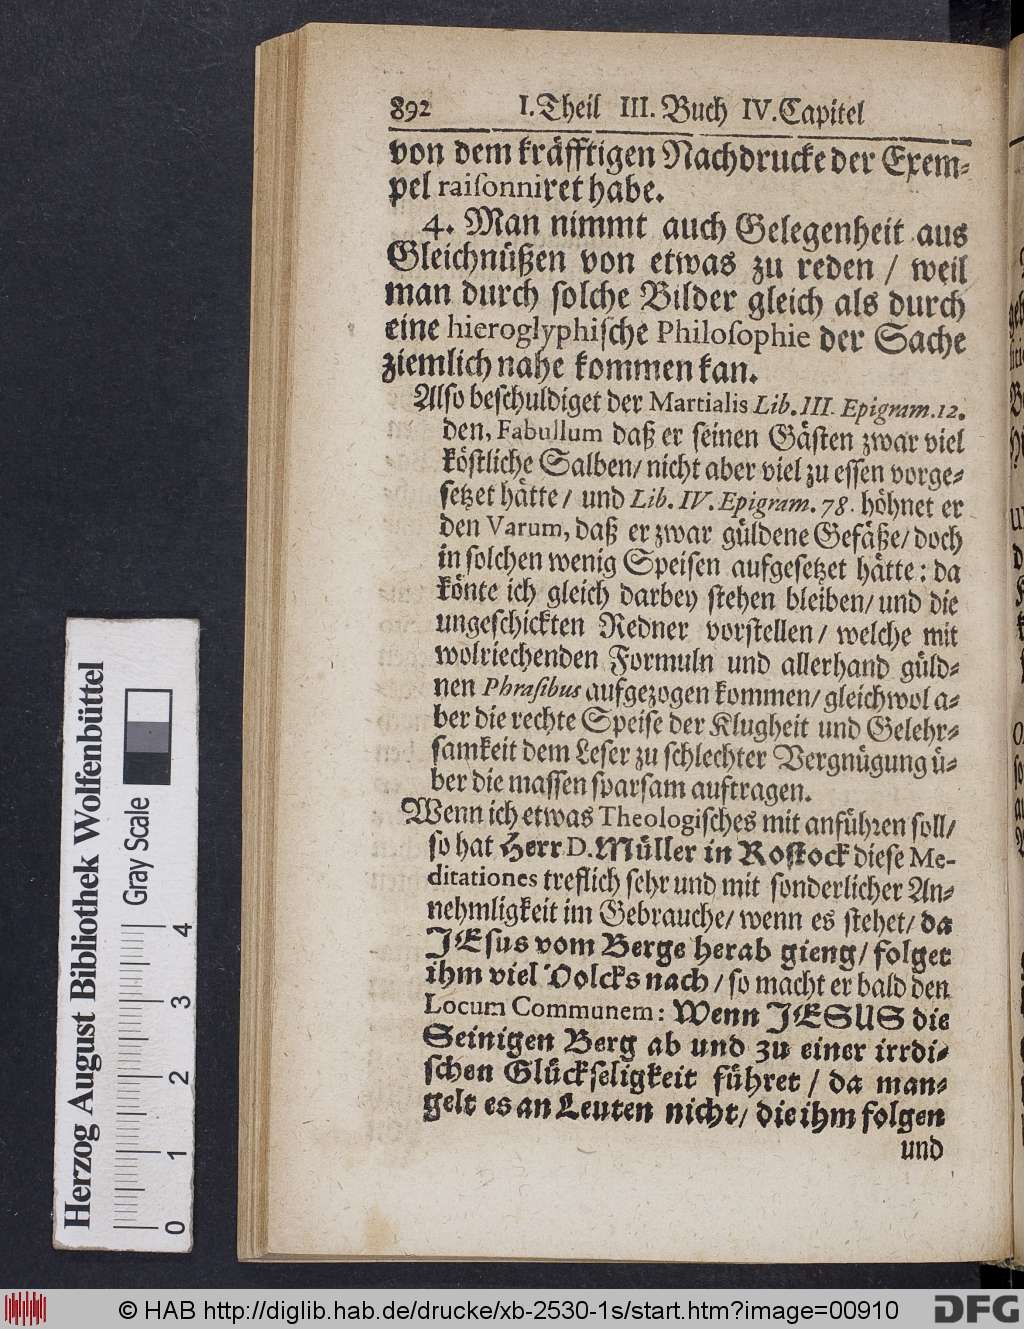 892 I. Theil III. Buch IV. Capitel
von dem kräfftigen Nachdrucke der Exem-
pel raisonniret habe.
4. Man nimmt auch Gelegenheit aus
Gleichnüßen von etwas zu reden / weil
man durch solche Bilder gleich als durch
eine hieroglyphische Philosophie der Sache
ziemlich nahe kommen kan.
Also beschuldiget der Martialis Lib. III. Epigram. 12.
den, Fabullum daß er seinen Gästen zwar viel
köstliche Salben / nicht aber viel zu essen vorge-
setzet hätte / und Lib. IV. Epigram. 78. höhnet er
den Varum, daß er zwar güldene Gefäße / doch
in solchen wenig Speisen aufgesetzet hätte: da
könte ich gleich darbey stehen bleiben / und die
ungeschickten Redner vorstellen / welche mit
wolriechenden Formuln und allerhand güld-
nen Phrasibus aufgezogen kommen / gleichwol a-
ber die rechte Speise der Klugheit und Gelehr-
samkeit dem Leser zu schlechter Vergnügung ü-
ber die massen sparsam auftragen.
Wenn ich etwas Theologisches mit anführen soll /
so hat Herr D. Müller in Rostock diese Me-
ditationes treflich sehr und mit sonderlicher An-
nehmligkeit im Gebrauche / wenn es stehet / da
JEsus vom Berge herab gieng / folget
ihm viel Volcks nach / so macht er bald den
Locum Communem: Wenn JESUS die
Seinigen Berg ab und zu einer irrdi-
schen Glückseligkeit führet / da man-
gelt es an Leuten nicht / die ihm folgen
und
Herzog August Bibliothek Wolfenbüttel
Gray Scale
0 1 2 3 4
© HAB http://diglib.hab.de/drucke/xb-2530-1s/start.htm?image=00910
DFG